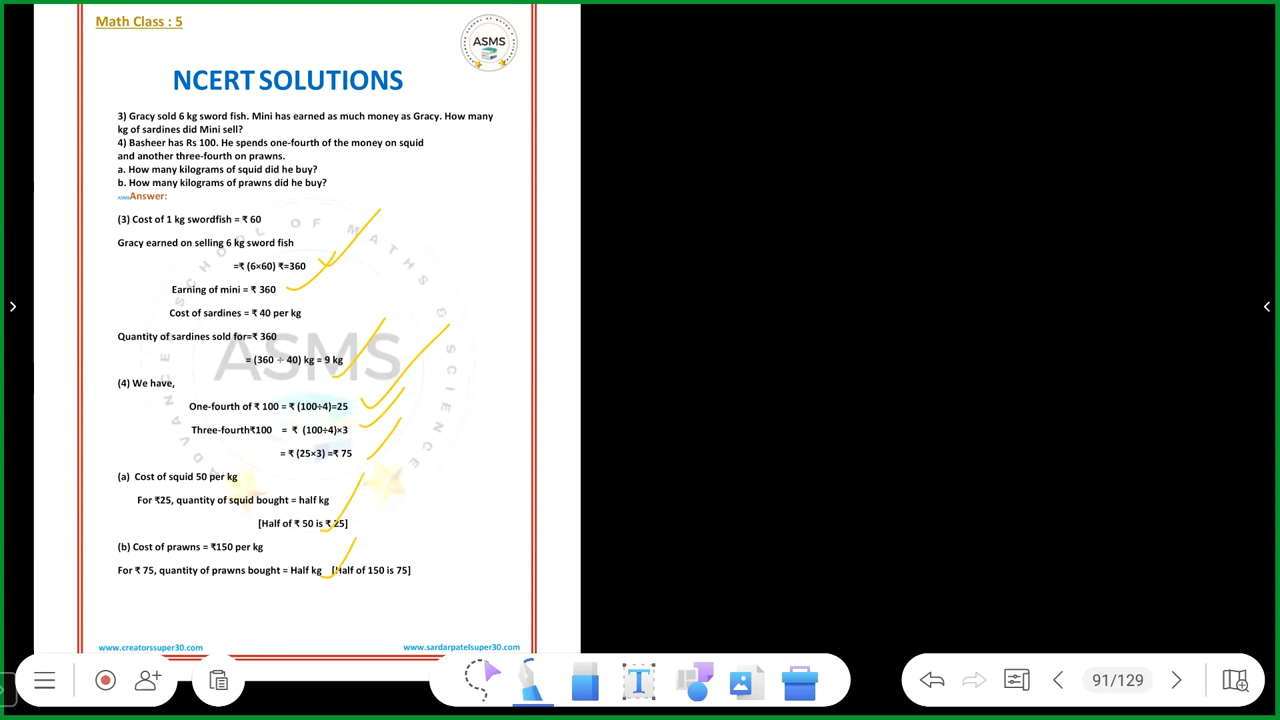 Math Class : 5
ASMS
NCERT SOLUTIONS
3) Gracy sold 6 kg sword fish. Mini has earned as much money as Gracy. How many
kg of sardines did Mini sell?
4) Basheer has Rs 100. He spends one-fourth of the money on squid
and another three-fourth on prawns.
a. How many kilograms of squid did he buy?
b. How many kilograms of prawns did he buy?
ASMS Answer:
(3) Cost of 1 kg swordfish = ₹ 60
Gracy earned on selling 6 kg sword fish
=₹ (6×60) ₹=360
Earning of mini = ₹ 360
Cost of sardines = ₹ 40 per kg
Quantity of sardines sold for=₹ 360
= (360 ÷ 40) kg = 9 kg
ASMS
ADVANCE SCHOOL OF MATHS & SCIENCE
(4) We have,
One-fourth of ₹ 100 = ₹ (100÷4)=25
Three-fourth₹100 = ₹ (100÷4)×3
= ₹ (25×3) =₹ 75
(a) Cost of squid 50 per kg
For ₹25, quantity of squid bought = half kg
[Half of ₹ 50 is ₹ 25]
(b) Cost of prawns = ₹150 per kg
For ₹ 75, quantity of prawns bought = Half kg [Half of 150 is 75]
www.creatorssuper30.com
www.sardarpatelsuper30.com
T
91/129